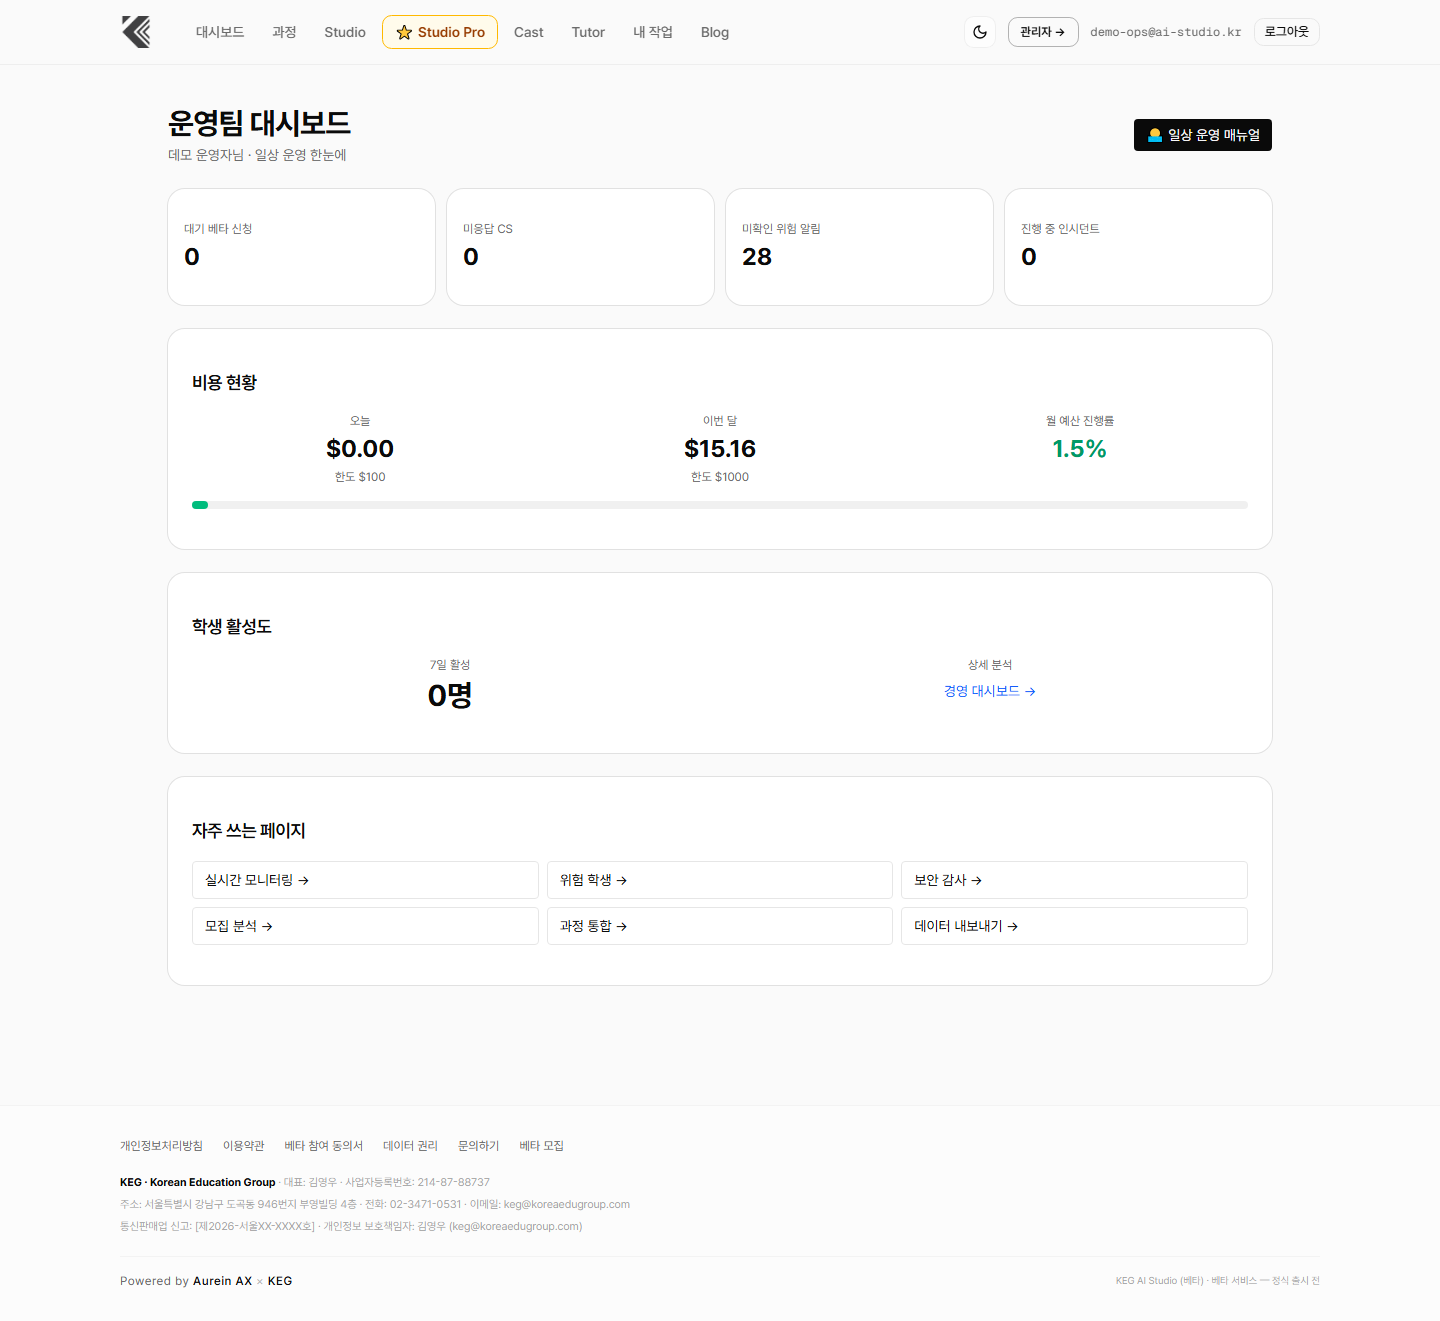 대시보드 과정 Studio Studio Pro Cast Tutor 내 작업 Blog 관리자 → demo-ops@ai-studio.kr 로그아웃
운영팀 대시보드
데모 운영자님 · 일상 운영 한눈에
일상 운영 매뉴얼
대기 베타 신청
0
미응답 CS
0
미확인 위험 알림
28
진행 중 인시던트
0
비용 현황
오늘
$0.00
한도 $100
이번 달
$15.16
한도 $1000
월 예산 진행률
1.5%
학생 활성도
7일 활성
0명
상세 분석
경영 대시보드 →
자주 쓰는 페이지
실시간 모니터링 →
위험 학생 →
보안 감사 →
모집 분석 →
과정 통합 →
데이터 내보내기 →
개인정보처리방침 이용약관 베타 참여 동의서 데이터 권리 문의하기 베타 모집
KEG · Korean Education Group · 대표: 김영우 · 사업자등록번호: 214-87-88737
주소: 서울특별시 강남구 도곡동 946번지 부영빌딩 4층 · 전화: 02-3471-0531 · 이메일: keg@koreaedugroup.com
통신판매업 신고: [제2026-서울XX-XXXX호] · 개인정보 보호책임자: 김영우 (keg@koreaedugroup.com)
Powered by Aurein AX × KEG
KEG AI Studio (베타) · 베타 서비스 — 정식 출시 전